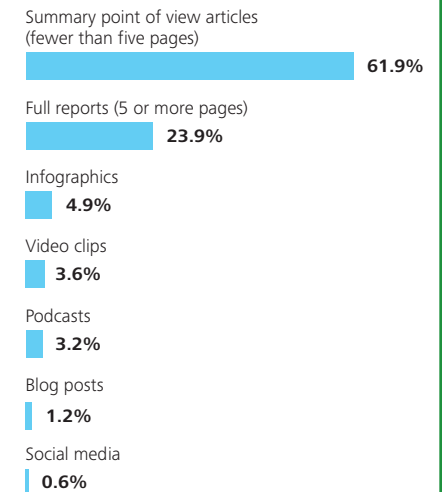 Summary point of view articles
(fewer than five pages)
61.9%
Full reports (5 or more pages)
23.9%
Infographics
4.9%
Video clips
3.6%
Podcasts
3.2%
Blog posts
1.2%
Social media
0.6%